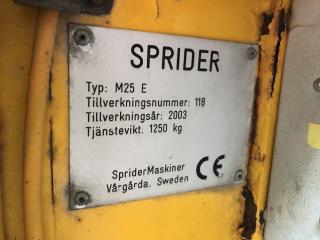 SPRIDER
Typ: M25 E
Tillverkningsnummer: 118
Tillverkningsår: 2003
Tjänstevikt: 1250 kg
SpriderMaskiner
Vårgårda. Sweden
CE